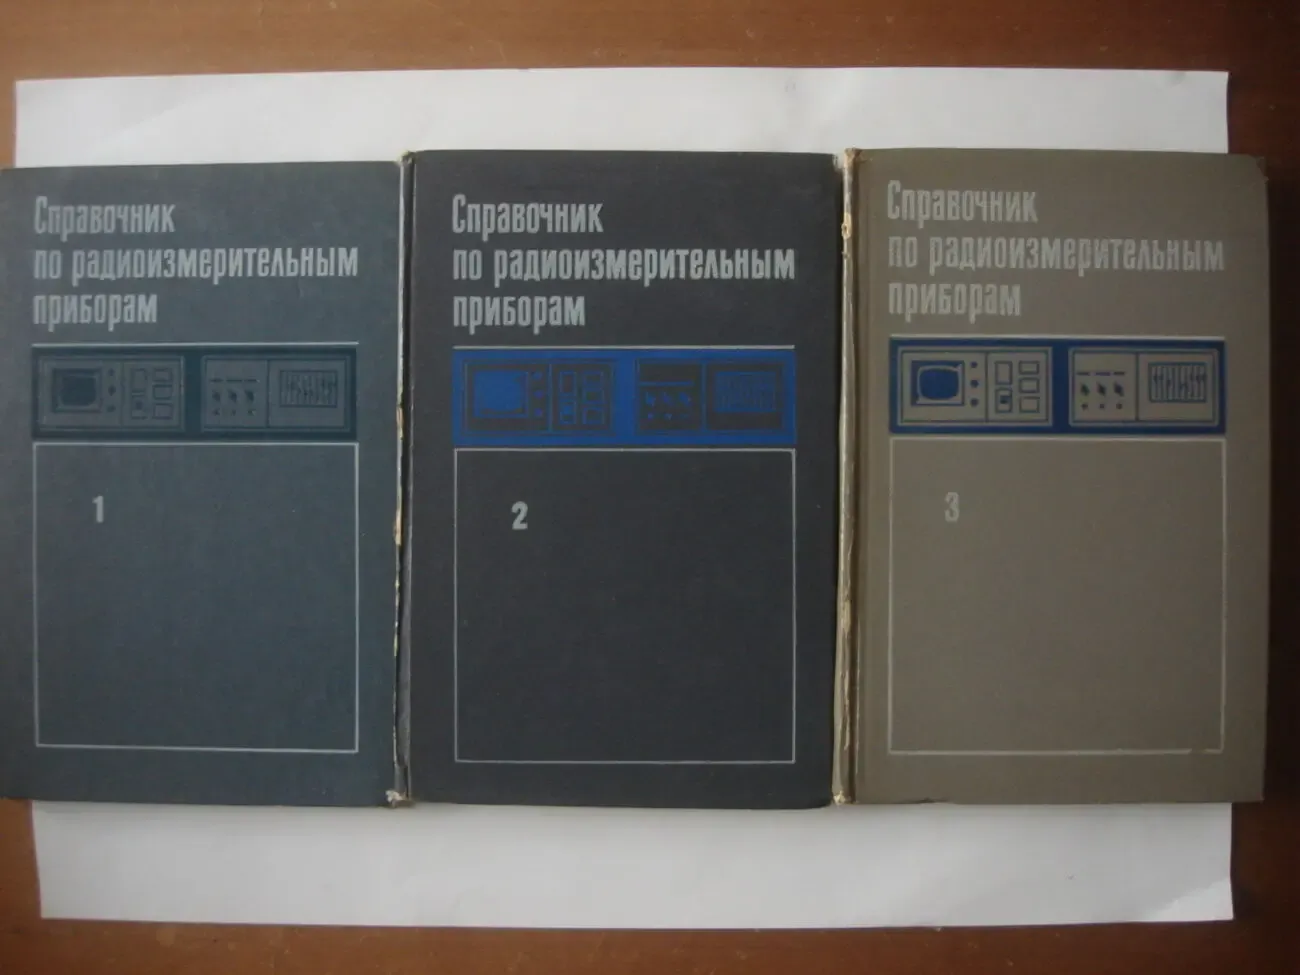 Справочник
по радиоизмерительным
приборам
1
Справочник
по радиоизмерительным
приборам
2
Справочник
по радиоизмерительным
приборам
3